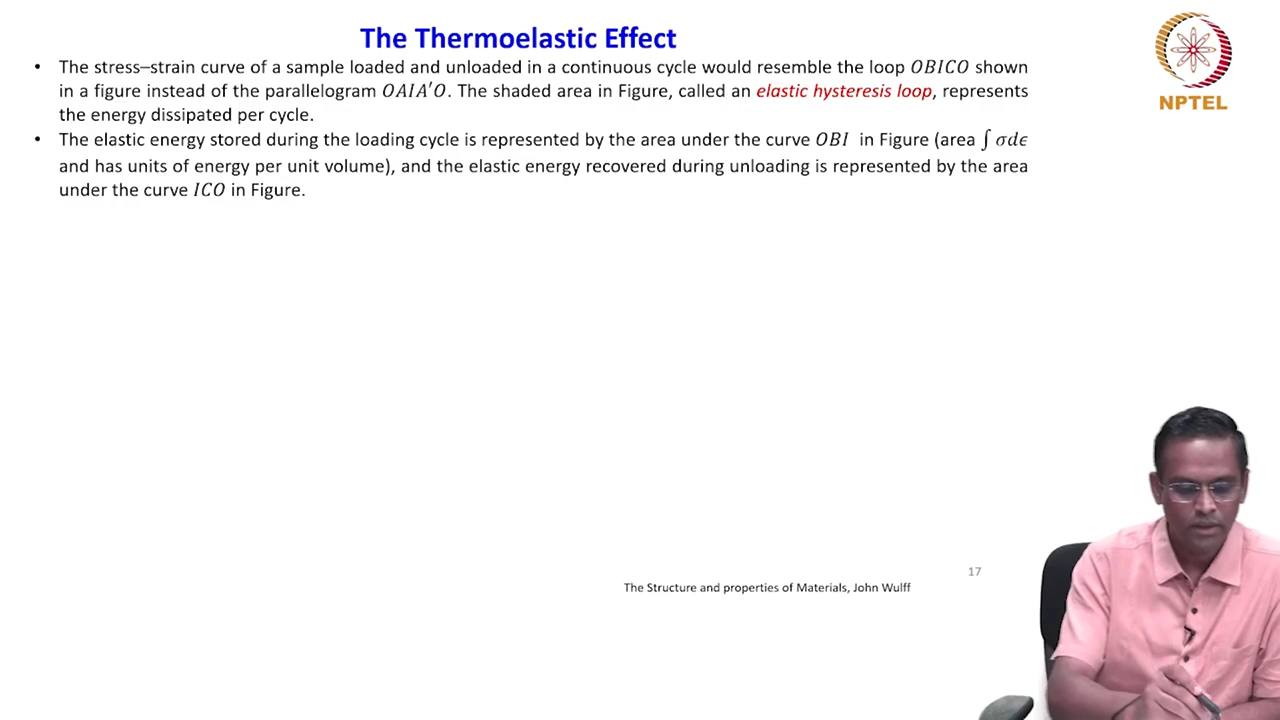 The Thermoelastic Effect
• The stress–strain curve of a sample loaded and unloaded in a continuous cycle would resemble the loop OBICO shown
in a figure instead of the parallelogram OAIA′O. The shaded area in Figure, called an elastic hysteresis loop, represents
the energy dissipated per cycle.
• The elastic energy stored during the loading cycle is represented by the area under the curve OBI in Figure (area ∫ σdϵ
and has units of energy per unit volume), and the elastic energy recovered during unloading is represented by the area
under the curve ICO in Figure.
NPTEL
17
The Structure and properties of Materials, John Wulff